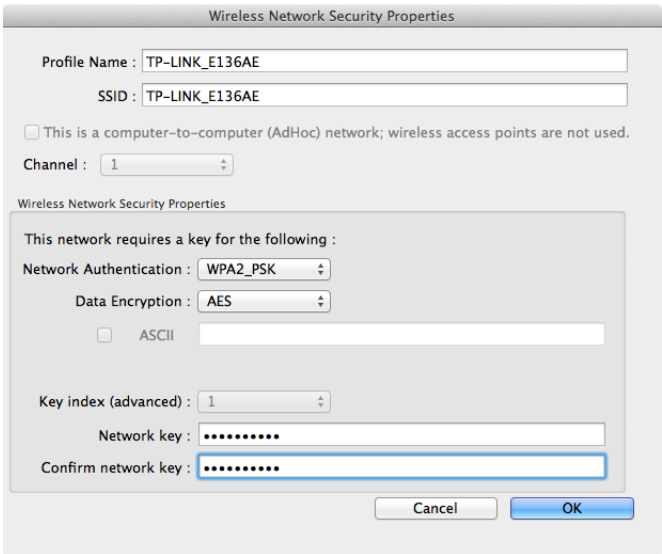 Wireless Network Security Properties
Profile Name : TP-LINK_E136AE
SSID : TP-LINK_E136AE
This is a computer-to-computer (AdHoc) network; wireless access points are not used.
Channel : 1
Wireless Network Security Properties
This network requires a key for the following :
Network Authentication : WPA2_PSK
Data Encryption : AES
ASCII
Key index (advanced) : 1
Network key : ••••••••••
Confirm network key : ••••••••••
Cancel OK